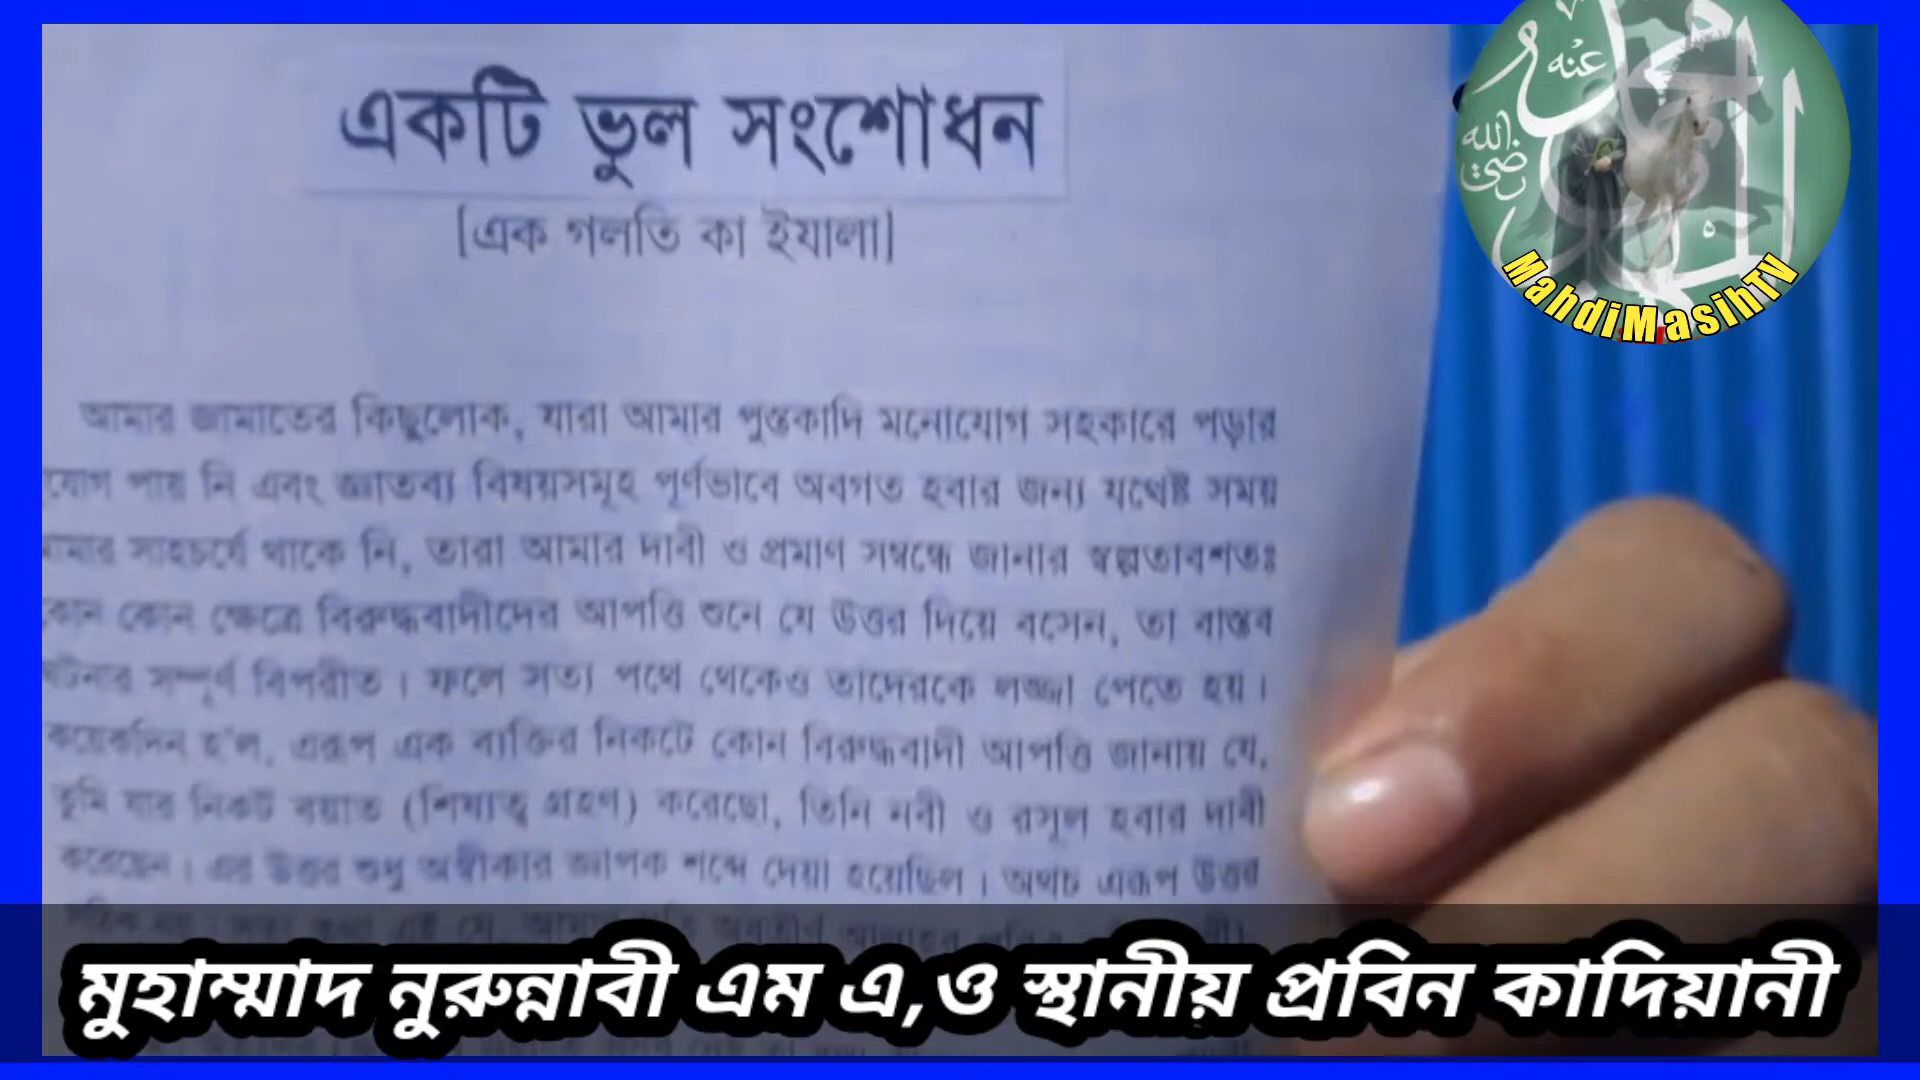 একটি ভুল সংশোধন
[এক গলতি কা ইযালা]
عنه
الله
رضي
MahdiMasihTV
আমার জামাতের কিছুলোক, যারা আমার পুস্তকাদি মনোযোগ সহকারে পড়ার
যোগ পায় নি এবং জ্ঞাতব্য বিষয়সমূহ পূর্ণভাবে অবগত হবার জন্য যথেষ্ট সময়
মার সাহচর্যে থাকে নি, তারা আমার দাবী ও প্রমাণ সম্বন্ধে জানার স্বল্পতাবশতঃ
কোন কোন ক্ষেত্রে বিরুদ্ধবাদীদের আপত্তি শুনে যে উত্তর দিয়ে বসেন, তা বাস্তব
ঘটনার সম্পূর্ণ বিপরীত। ফলে সত্য পথে থেকেও তাদেরকে লজ্জা পেতে হয়।
কয়েকদিন হ'ল, এরূপ এক ব্যক্তির নিকটে কোন বিরুদ্ধবাদী আপত্তি জানায় যে,
তুমি যার নিকট বয়াত (শিষ্যত্ব গ্রহণ) করেছো, তিনি নবী ও রসূল হবার দাবী
করেছেন। এর উত্তর শুধু অস্বীকার জ্ঞাপক শব্দে দেয়া হয়েছিল। অথচ এরূপ উত্তর
মুহাম্মাদ নুরুন্নাবী এম এ,ও স্থানীয় প্রবিন কাদিয়ানী